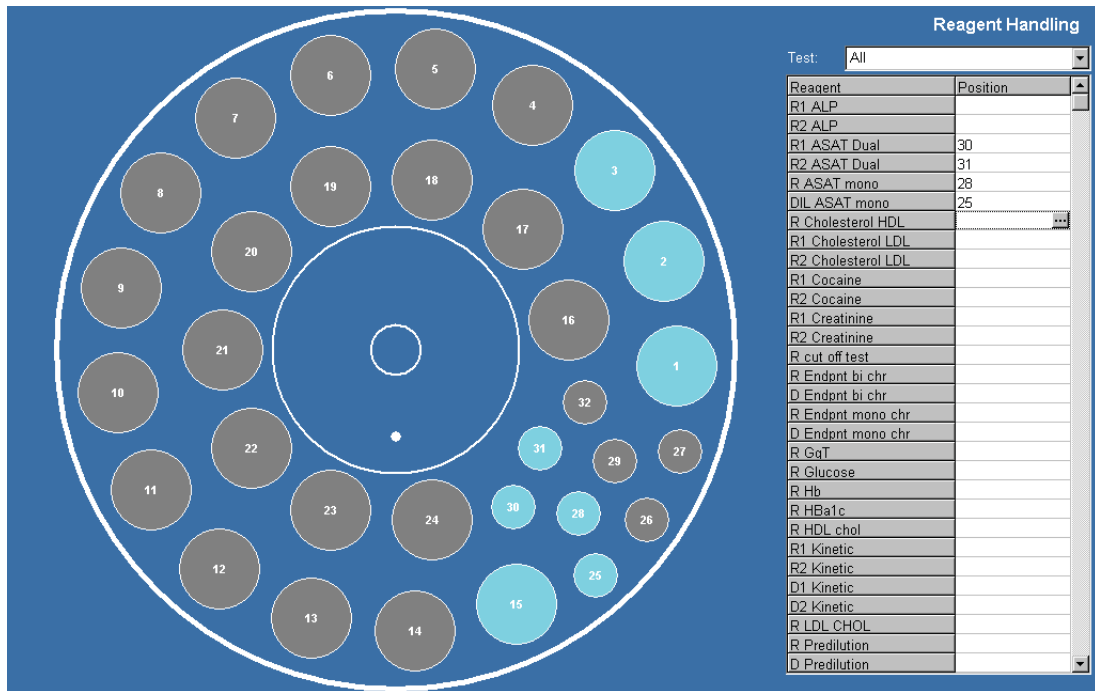 Reagent Handling
Test: All
Reagent Position
R1 ALP
R2 ALP
R1 ASAT Dual 30
R2 ASAT Dual 31
R ASAT mono 28
DIL ASAT mono 25
R Cholesterol HDL ...
R1 Cholesterol LDL
R2 Cholesterol LDL
R1 Cocaine
R2 Cocaine
R1 Creatinine
R2 Creatinine
R cut off test
R Endpnt bi chr
D Endpnt bi chr
R Endpnt mono chr
D Endpnt mono chr
R GgT
R Glucose
R Hb
R HBa1c
R HDL chol
R1 Kinetic
R2 Kinetic
D1 Kinetic
D2 Kinetic
R LDL CHOL
R Predilution
D Predilution
1
2
3
4
5
6
7
8
9
10
11
12
13
14
15
16
17
18
19
20
21
22
23
24
25
26
27
28
29
30
31
32